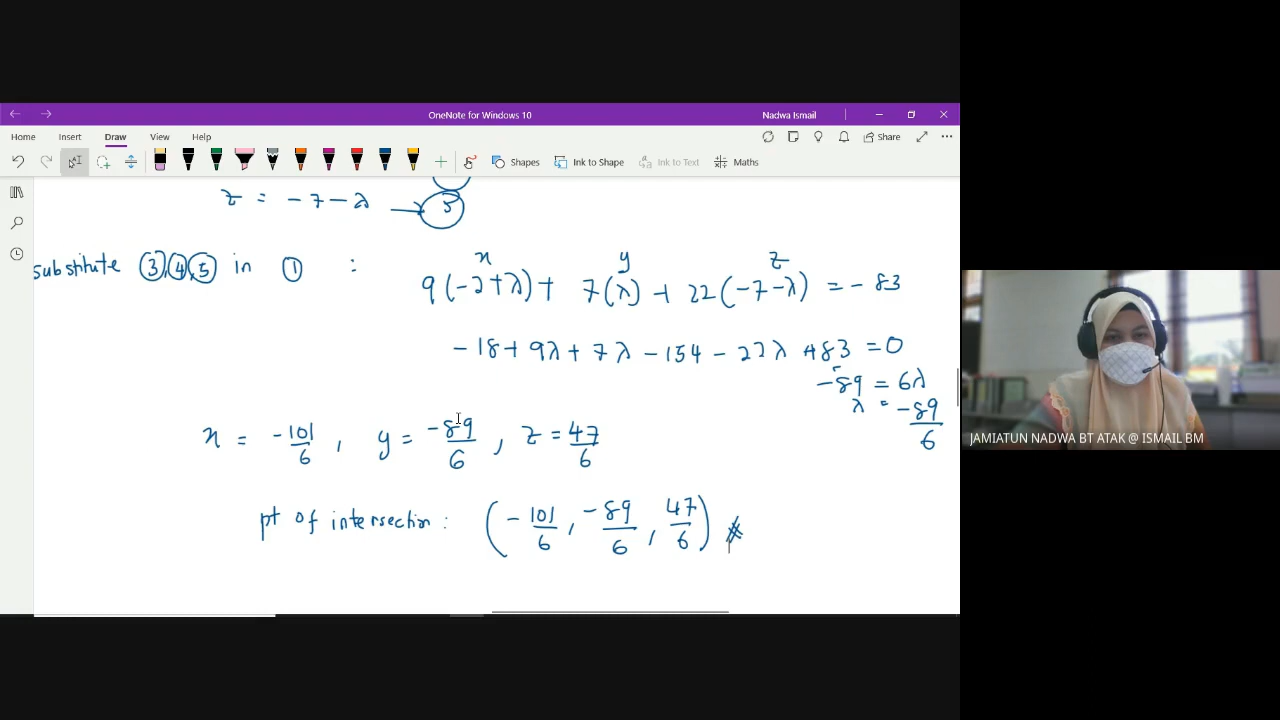 OneNote for Windows 10
Nadwa Ismail
Home Insert Draw View Help
Share
Shapes Ink to Shape Ink to Text Maths
z = -7-λ → 5
substitute 3,4,5 in 1 :
x y z
9(-2+λ)+ 7(λ) + 22(-7-λ) = -83
-18+9λ+7λ-154-22λ+83=0
-89 = 6λ
λ = -89/6
x = -101/6, y = -89/6, z = 47/6
pt of intersection: (-101/6, -89/6, 47/6)
JAMIATUN NADWA BT ATAK @ ISMAIL BM